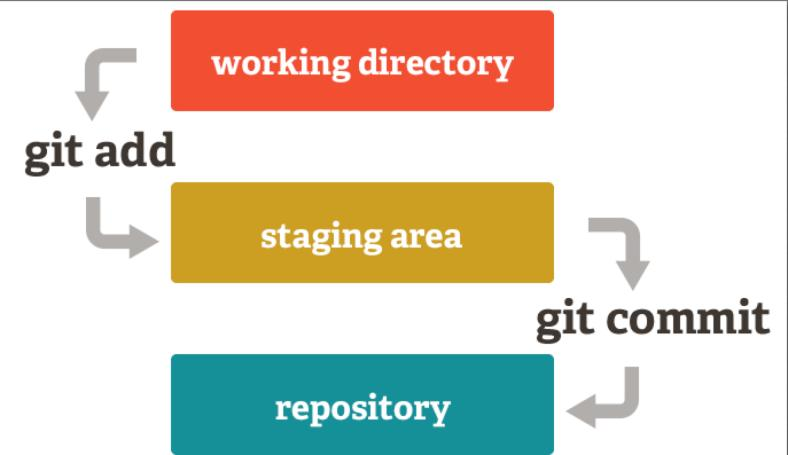 working directory
git add
staging area
git commit
repository